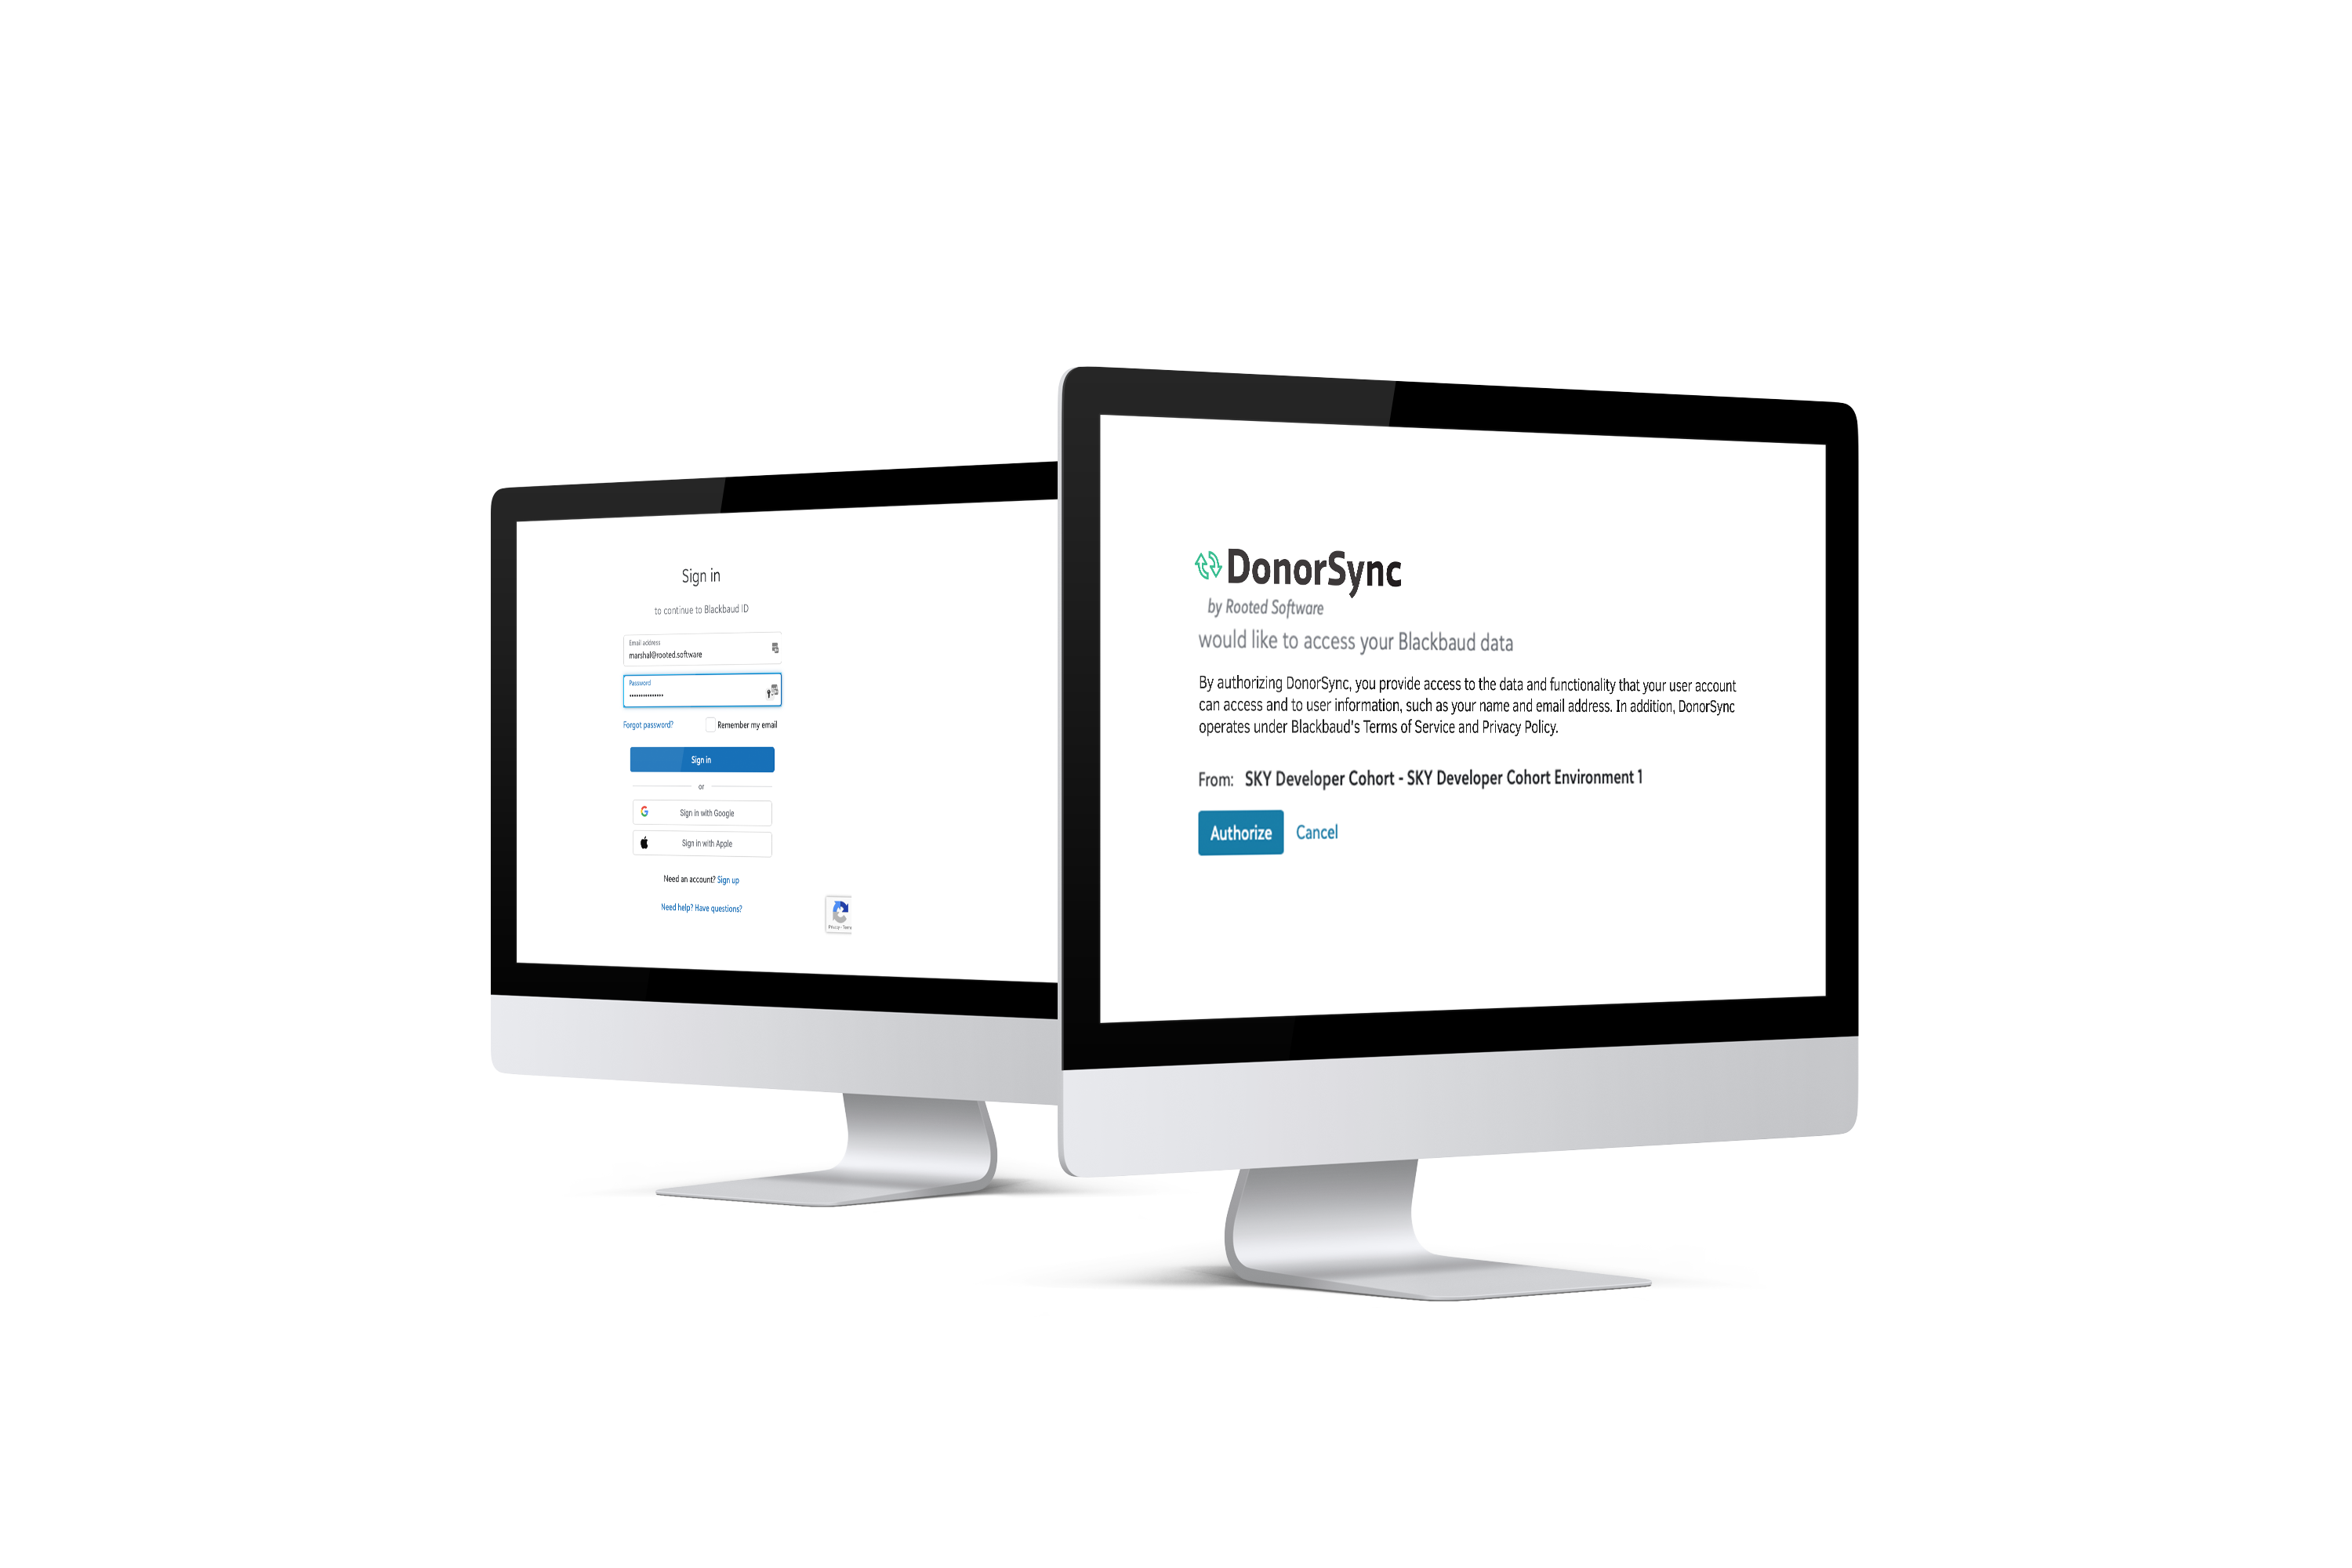 Sign in
to continue to Blackbaud ID
Email address
marshal@rooted.software
Password
••••••••••••••
Forgot password? Remember my email
Sign in
or
Sign in with Google
Sign in with Apple
Need an account? Sign up
Need help? Have questions?
Privacy - Terms
DonorSync
by Rooted Software
would like to access your Blackbaud data
By authorizing DonorSync, you provide access to the data and functionality that your user account
can access and to user information, such as your name and email address. In addition, DonorSync
operates under Blackbaud's Terms of Service and Privacy Policy.
From: SKY Developer Cohort - SKY Developer Cohort Environment 1
Authorize Cancel